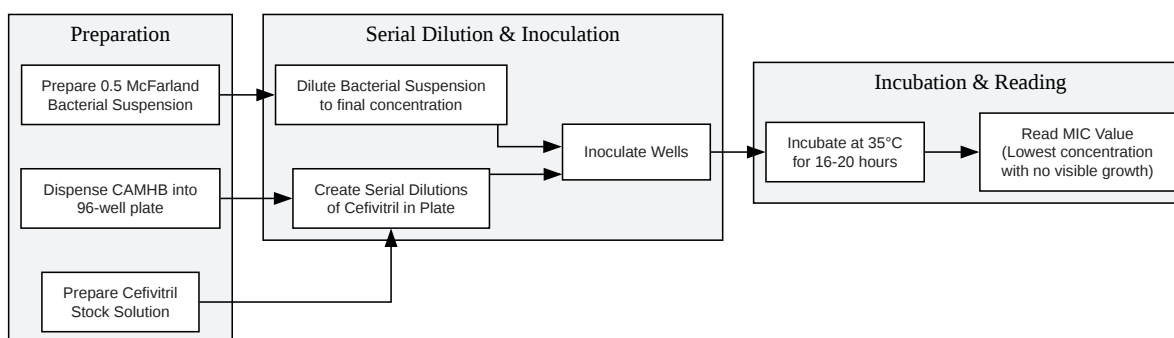 Preparation
Prepare 0.5 McFarland
Bacterial Suspension
Dispense CAMHB into
96-well plate
Prepare Cefivitril
Stock Solution
Serial Dilution & Inoculation
Dilute Bacterial Suspension
to final concentration
Create Serial Dilutions
of Cefivitril in Plate
Inoculate Wells
Incubation & Reading
Incubate at 35°C
for 16-20 hours
Read MIC Value
(Lowest concentration
with no visible growth)